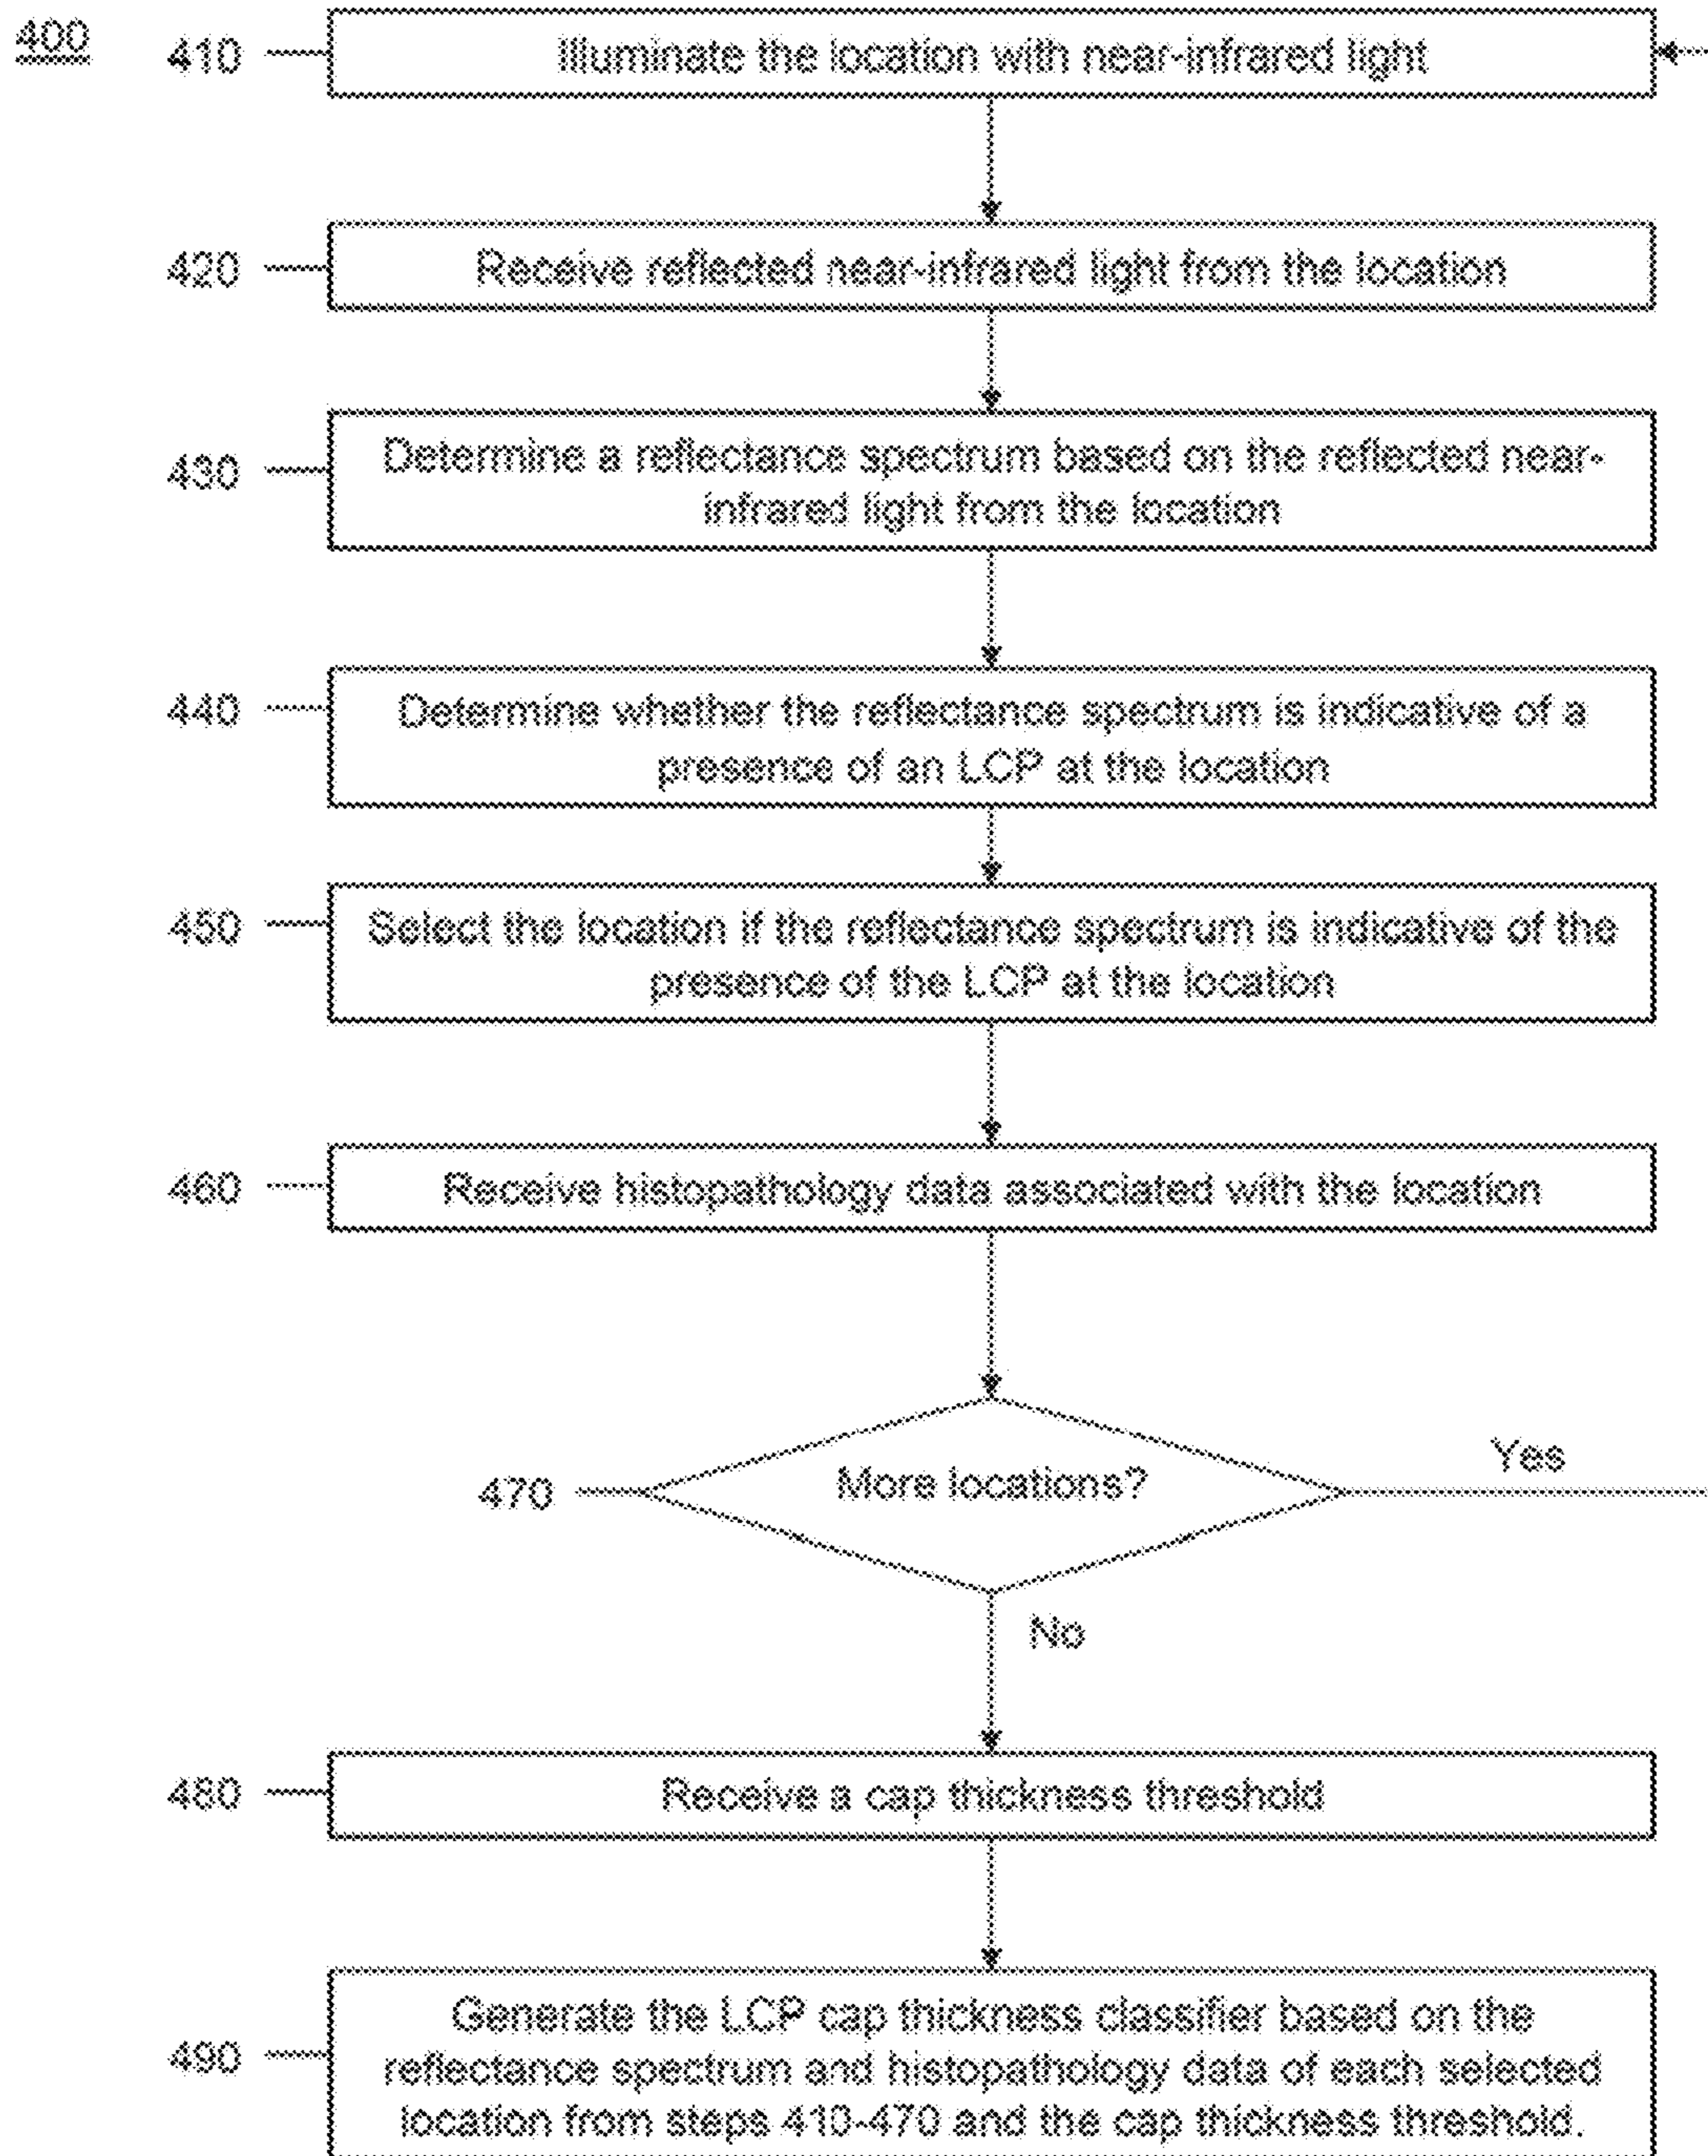 400
410
Illuminate the location with near-infrared light
420
Receive reflected near-infrared light from the location
430
Determine a reflectance spectrum based on the reflected near-
infrared light from the location
440
Determine whether the reflectance spectrum is indicative of a
presence of an LCP at the location
450
Select the location if the reflectance spectrum is indicative of the
presence of the LCP at the location
460
Receive histopathology data associated with the location
470
More locations?
Yes
No
480
Receive a cap thickness threshold
490
Generate the LCP cap thickness classifier based on the
reflectance spectrum and histopathology data of each selected
location from steps 410-470 and the cap thickness threshold.